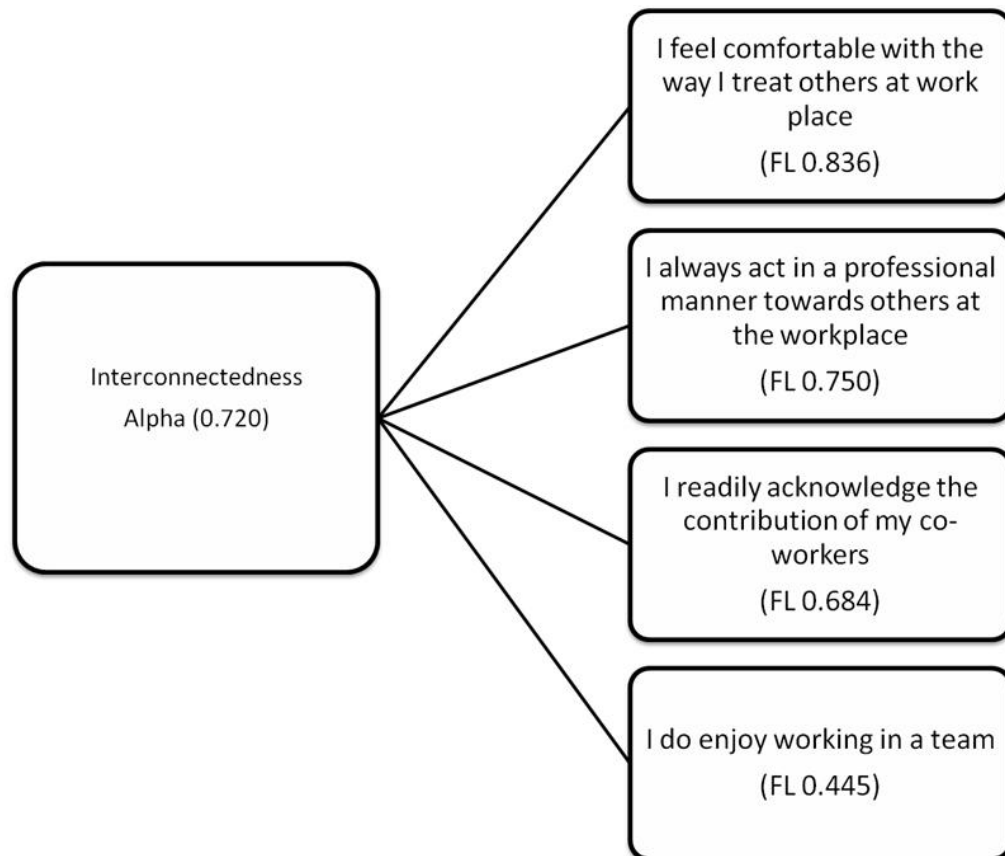 I feel comfortable with the
way I treat others at work
place
(FL 0.836)
I always act in a professional
manner towards others at
the workplace
(FL 0.750)
Interconnectedness
Alpha (0.720)
I readily acknowledge the
contribution of my co-
workers
(FL 0.684)
I do enjoy working in a team
(FL 0.445)